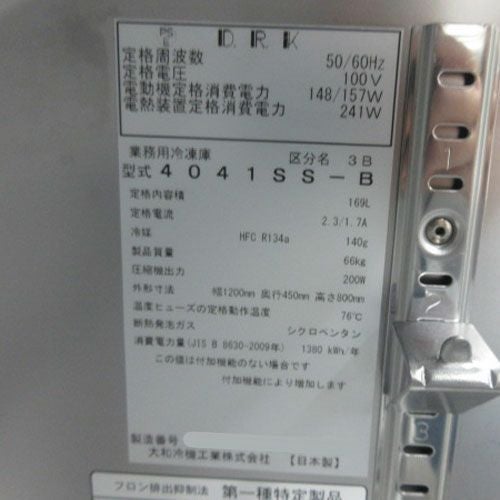 PS
E D.R.K
定格周波数 50/60Hz
定格電圧 100V
電動機定格消費電力 148/157W
電熱装置定格消費電力 241W
業務用冷凍庫 区分名 3B
型式 4041SS-B
定格内容積 169L
定格電流 2.3/1.7A
冷媒 HFC R134a 140g
製品質量 66kg
圧縮機出力 200W
外形寸法 幅1200mm 奥行450mm 高さ800mm
温度ヒューズの定格動作温度 76℃
断熱発泡ガス シクロペンタン
消費電力量(JIS B 8630-2009年) 1380 kWh/年
この値は付加機能のない場合です
付加機能により増加します
製造番号
大和冷機工業株式会社 【日本製】
フロン排出抑制法 第一種特定製品
1
2
3